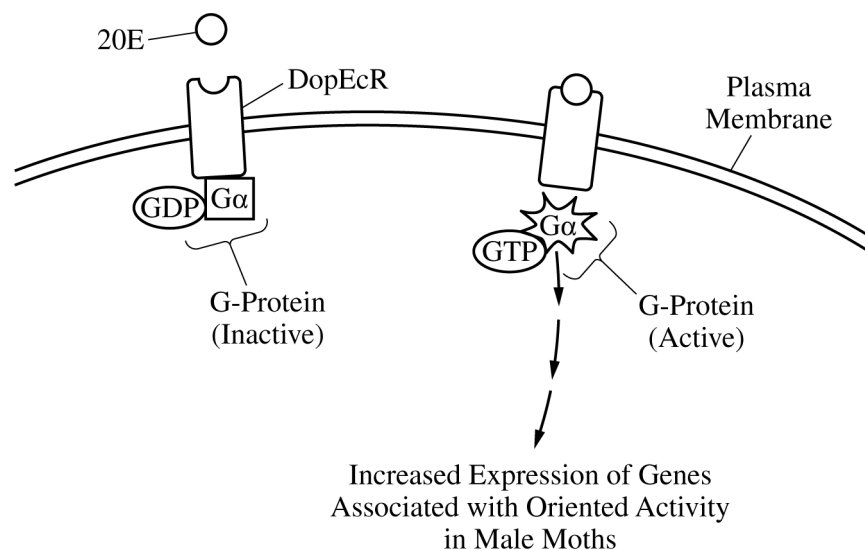 20E
DopEcR
Plasma
Membrane
GDP
Gα
Gα
GTP
G-Protein
(Inactive)
G-Protein
(Active)
Increased Expression of Genes
Associated with Oriented Activity
in Male Moths